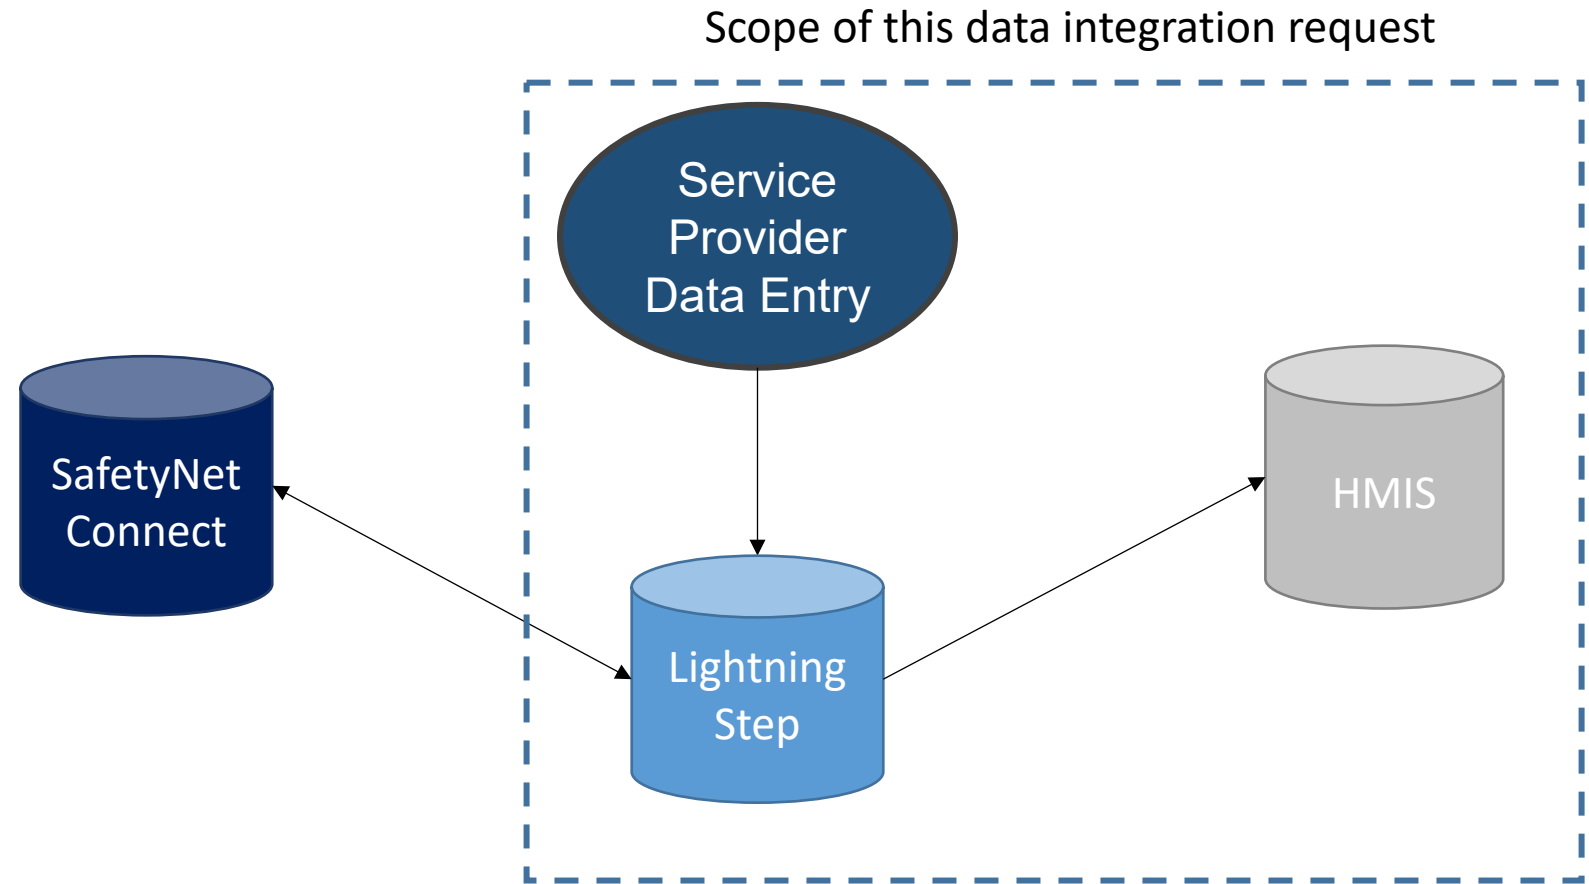 Scope of this data integration request
Service
Provider
Data Entry
SafetyNet
Connect
HMIS
Lightning
Step